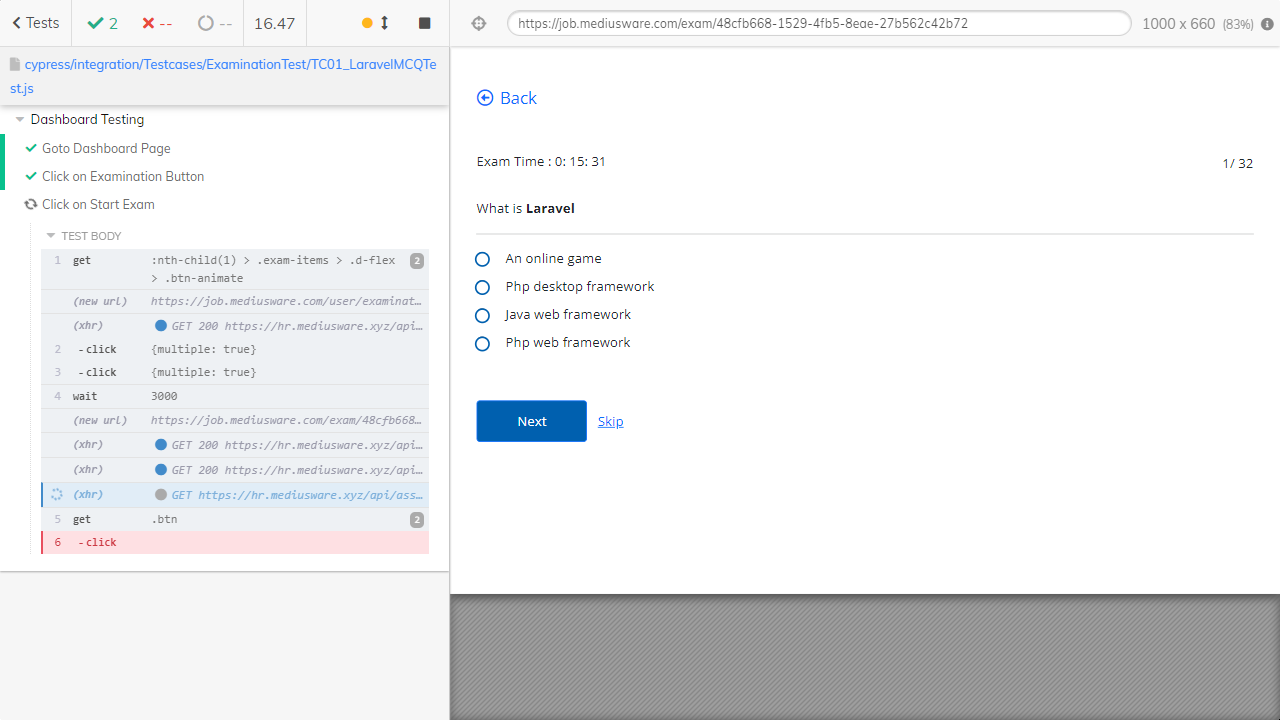 Tests
2
--
--
16.47
https://job.mediusware.com/exam/48cfb668-1529-4fb5-8eae-27b562c42b72
1000 x 660 (83%)
cypress/integration/Testcases/ExaminationTest/TC01_LaravelMCQTe
st.js
Dashboard Testing
Goto Dashboard Page
Click on Examination Button
Click on Start Exam
TEST BODY
1 get :nth-child(1) > .exam-items > .d-flex 2
> .btn-animate
(new url) https://job.mediusware.com/user/examinat…
(xhr) GET 200 https://hr.mediusware.xyz/api…
2 -click {multiple: true}
3 -click {multiple: true}
4 wait 3000
(new url) https://job.mediusware.com/exam/48cfb668…
(xhr) GET 200 https://hr.mediusware.xyz/api…
(xhr) GET 200 https://hr.mediusware.xyz/api…
(xhr) GET https://hr.mediusware.xyz/api/ass…
5 get .btn 2
6 -click
Back
Exam Time : 0: 15: 31
1/ 32
What is Laravel
An online game
Php desktop framework
Java web framework
Php web framework
Next Skip